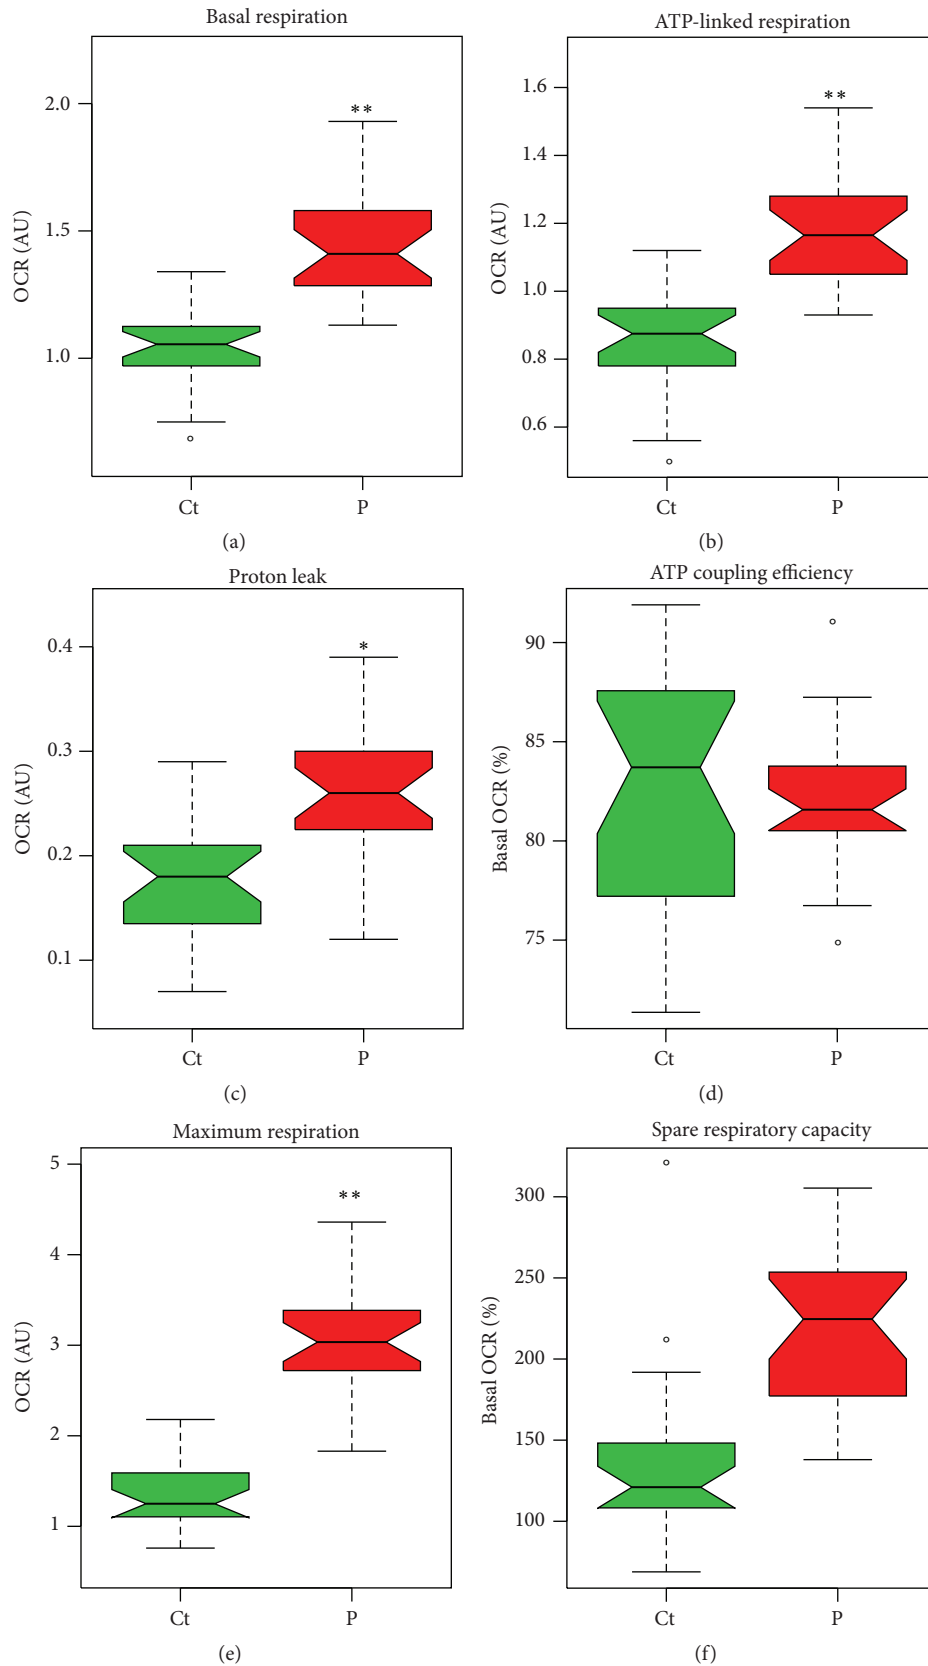 Basal respiration
2.0
1.5
1.0
OCR (AU)
**
Ct
P
(a)
ATP-linked respiration
1.6
1.4
1.2
1.0
0.8
0.6
OCR (AU)
**
Ct
P
(b)
Proton leak
0.4
0.3
0.2
0.1
OCR (AU)
*
Ct
P
(c)
ATP coupling efficiency
90
85
80
75
Basal OCR (%)
Ct
P
(d)
Maximum respiration
5
4
3
2
1
OCR (AU)
**
Ct
P
(e)
Spare respiratory capacity
300
250
200
150
100
Basal OCR (%)
Ct
P
(f)